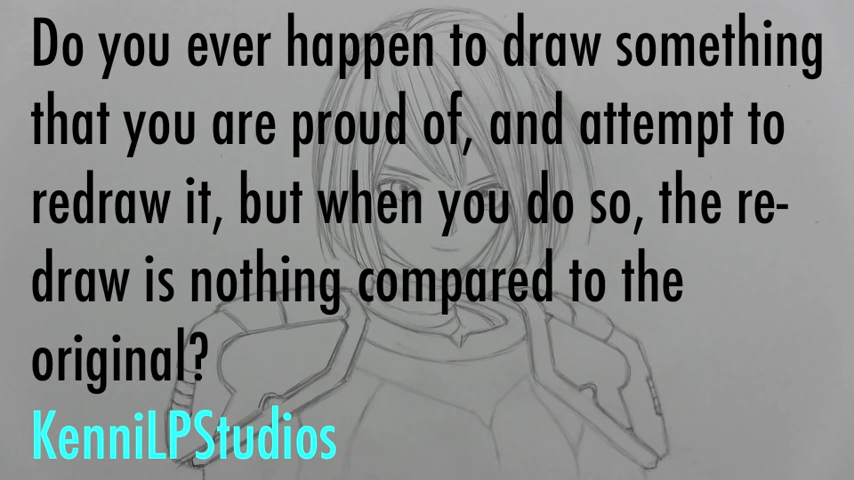 Do you ever happen to draw something
that you are proud of, and attempt to
redraw it, but when you do so, the re-
draw is nothing compared to the
original?
KenniLPStudios